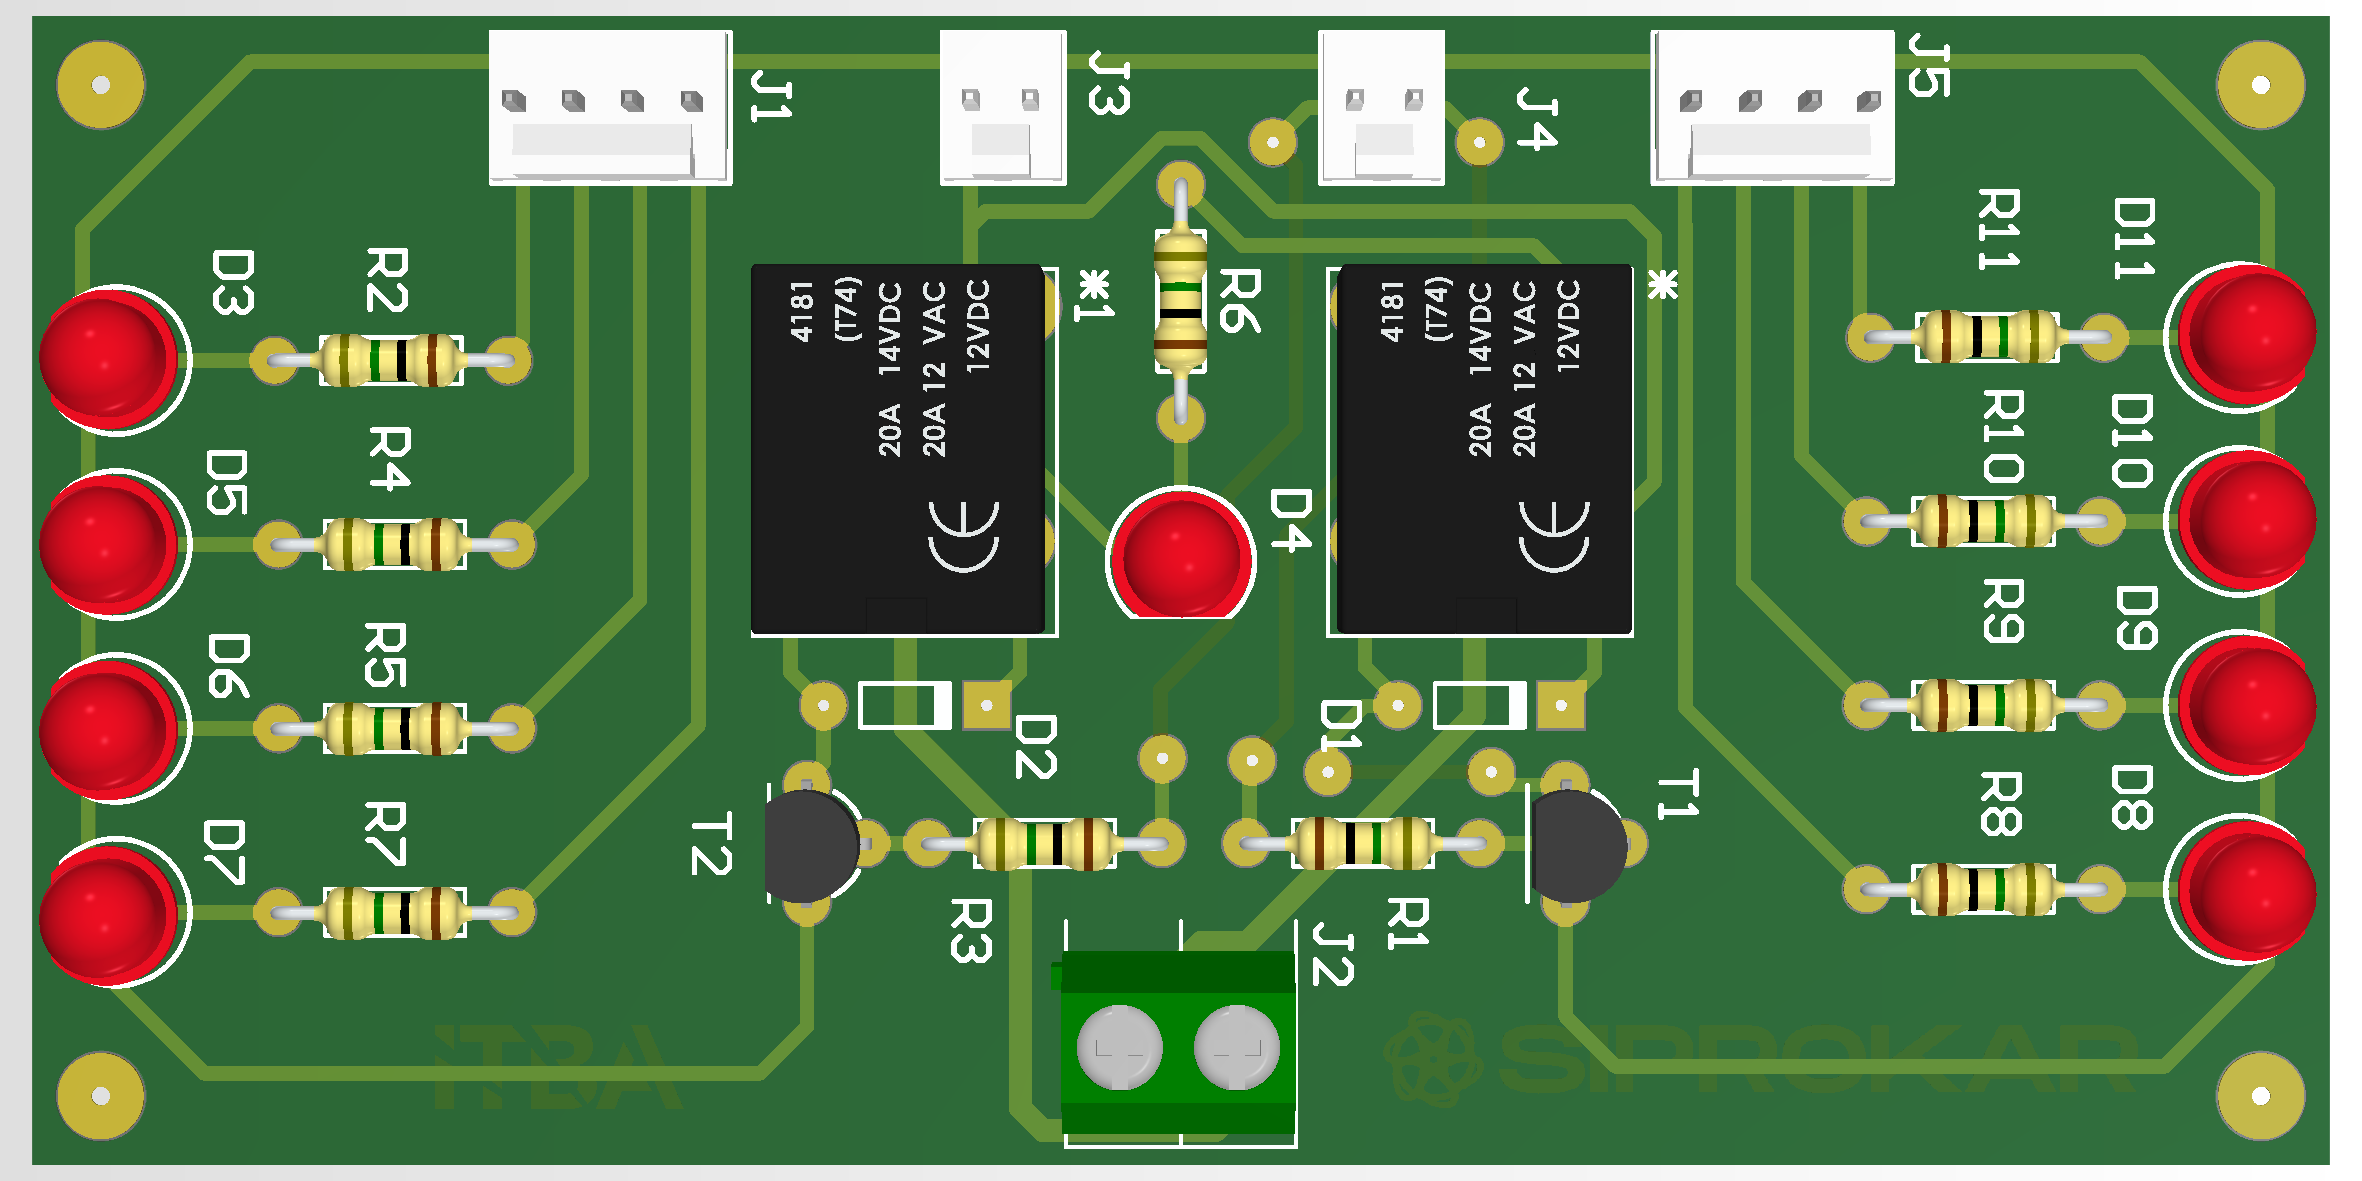 J1
J3
J4
J5
D3
R2
D5
R4
D6
R5
D7
R7
4181
(T74)
20A 14VDC
20A 12 VAC
12VDC
CE
*1
R6
D4
4181
(T74)
20A 14VDC
20A 12 VAC
12VDC
CE
*
R11
D11
R10
D10
R9
D9
R8
D8
D2
D1
T2
T1
R3
R1
J2
ITBA
SIPROKAR